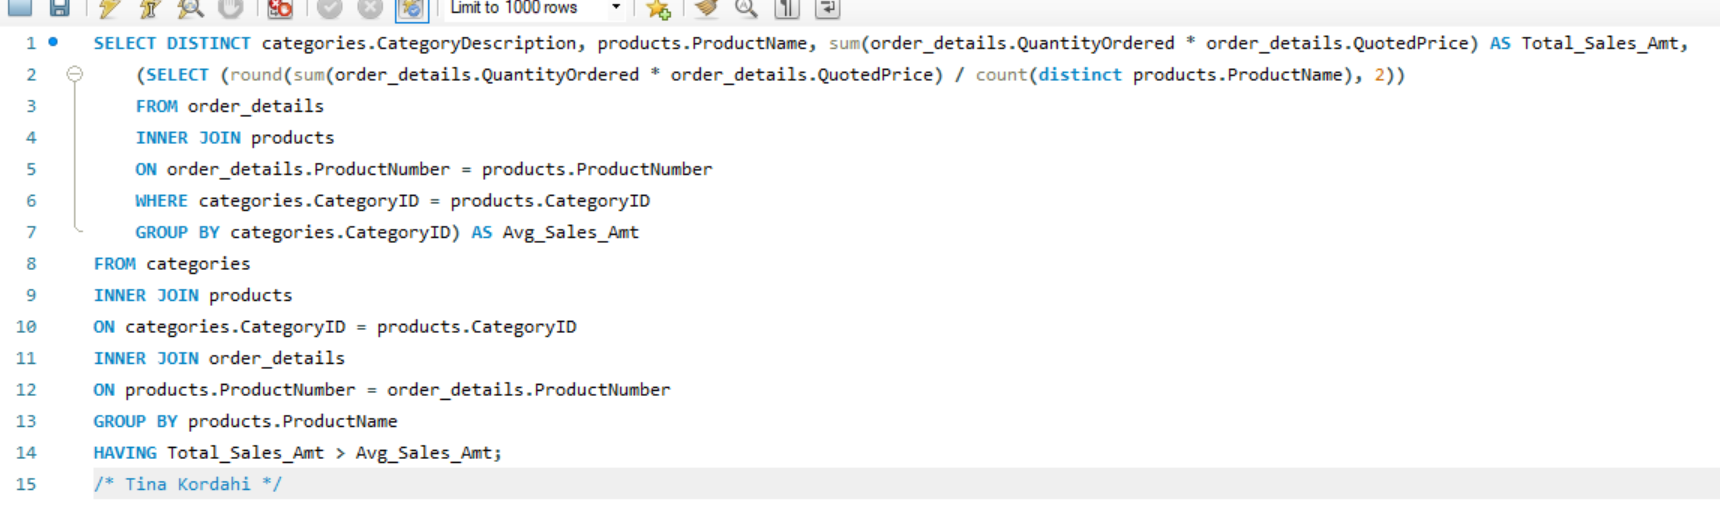 Limit to 1000 rows
1 SELECT DISTINCT categories.CategoryDescription, products.ProductName, sum(order_details.QuantityOrdered * order_details.QuotedPrice) AS Total_Sales_Amt,
2 (SELECT (round(sum(order_details.QuantityOrdered * order_details.QuotedPrice) / count(distinct products.ProductName), 2))
3 FROM order_details
4 INNER JOIN products
5 ON order_details.ProductNumber = products.ProductNumber
6 WHERE categories.CategoryID = products.CategoryID
7 GROUP BY categories.CategoryID) AS Avg_Sales_Amt
8 FROM categories
9 INNER JOIN products
10 ON categories.CategoryID = products.CategoryID
11 INNER JOIN order_details
12 ON products.ProductNumber = order_details.ProductNumber
13 GROUP BY products.ProductName
14 HAVING Total_Sales_Amt > Avg_Sales_Amt;
15 /* Tina Kordahi */